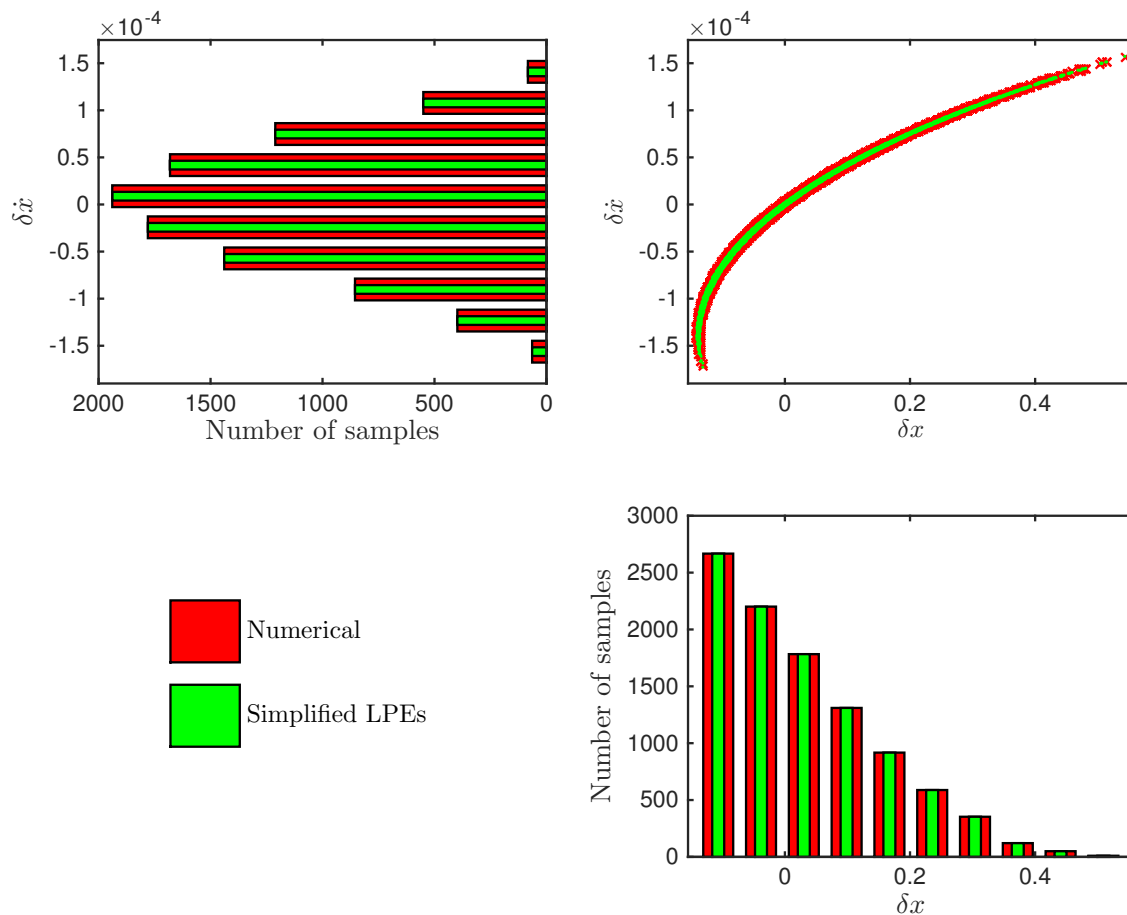 ×10⁻⁴
1.5
1
0.5
0
-0.5
-1
-1.5
δẋ
2000 1500 1000 500 0
Number of samples
×10⁻⁴
1.5
1
0.5
0
-0.5
-1
-1.5
δẋ
0 0.2 0.4
δx
Numerical
Simplified LPEs
3000
2500
2000
1500
1000
500
0
Number of samples
0 0.2 0.4
δx